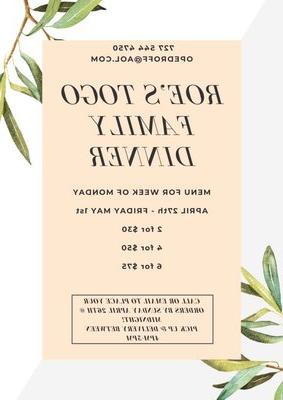 727 544 4750
OPEDROFF@AOL.COM
ROE'S TOGO
FAMILY
DINNER
MENU FOR WEEK OF MONDAY
APRIL 27th - FRIDAY MAY 1st
2 for $30
4 for $50
6 for $75
CALL OR EMAIL TO PLACE YOUR
ORDERS BY SUNDAY APRIL 26TH @
MIDNIGHT.
PICK UP & DELIVERY BETWEEN
4PM-5PM